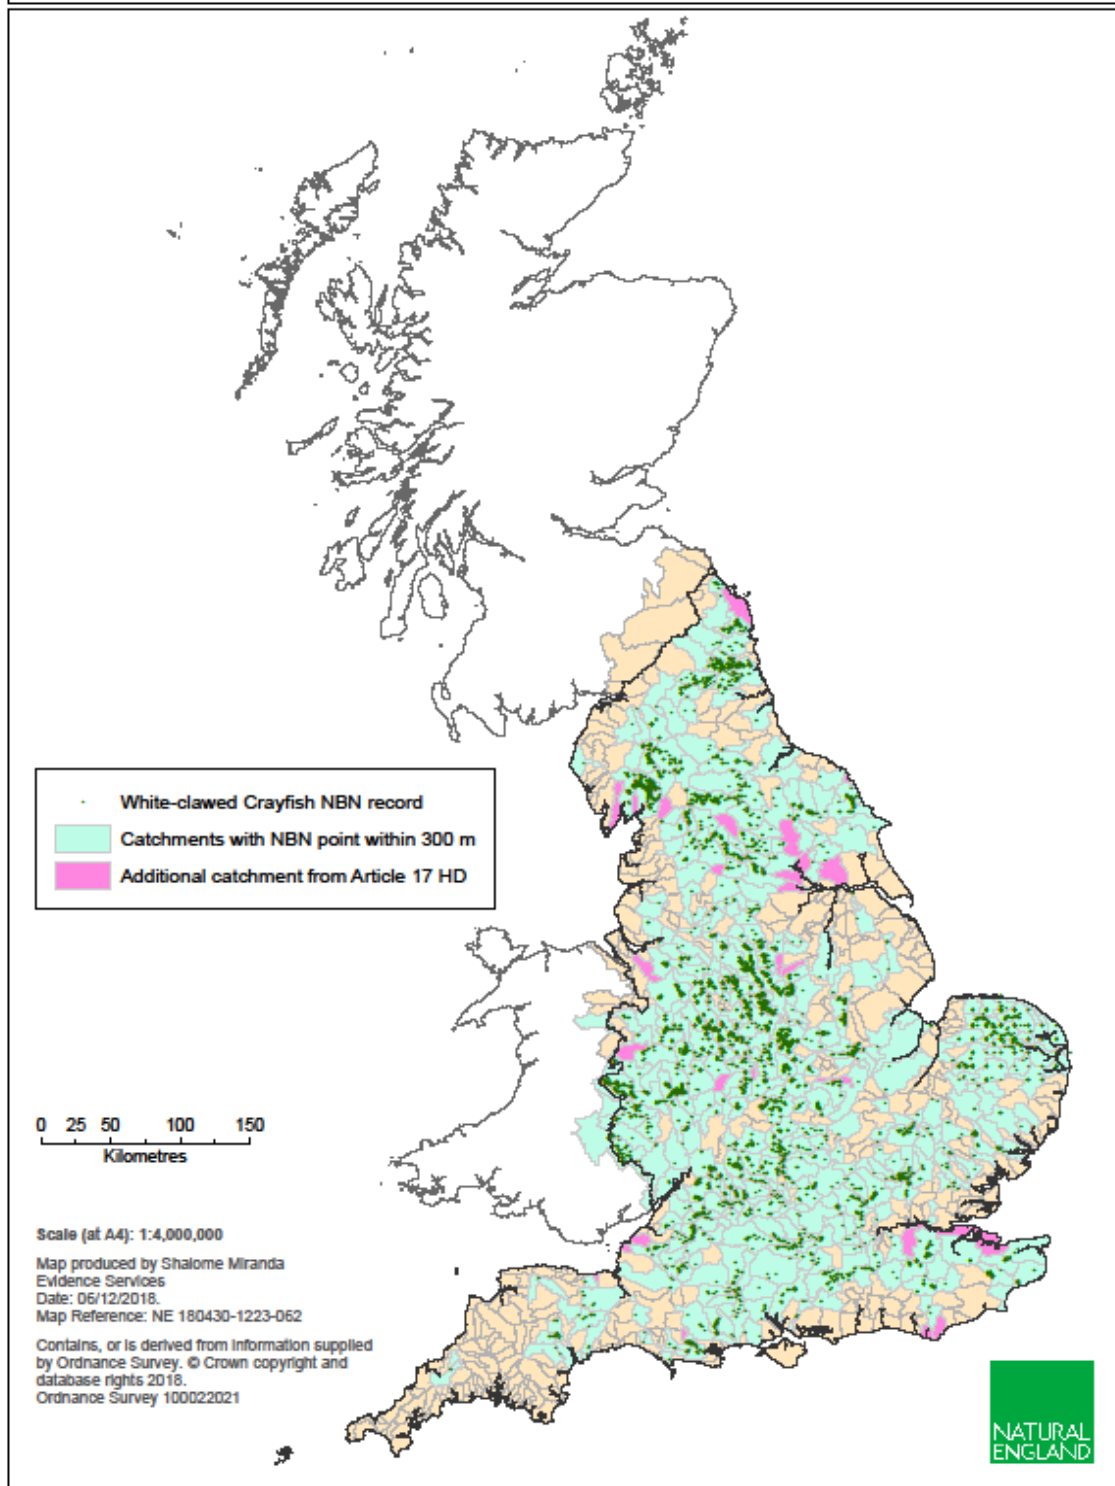 White-clawed Crayfish NBN record
Catchments with NBN point within 300 m
Additional catchment from Article 17 HD
0 25 50 100 150
Kilometres
Scale (at A4): 1:4,000,000
Map produced by Shalome Miranda
Evidence Services
Date: 06/12/2018.
Map Reference: NE 180430-1223-062
Contains, or is derived from information supplied
by Ordnance Survey. © Crown copyright and
database rights 2018.
Ordnance Survey 100022021
NATURAL
ENGLAND